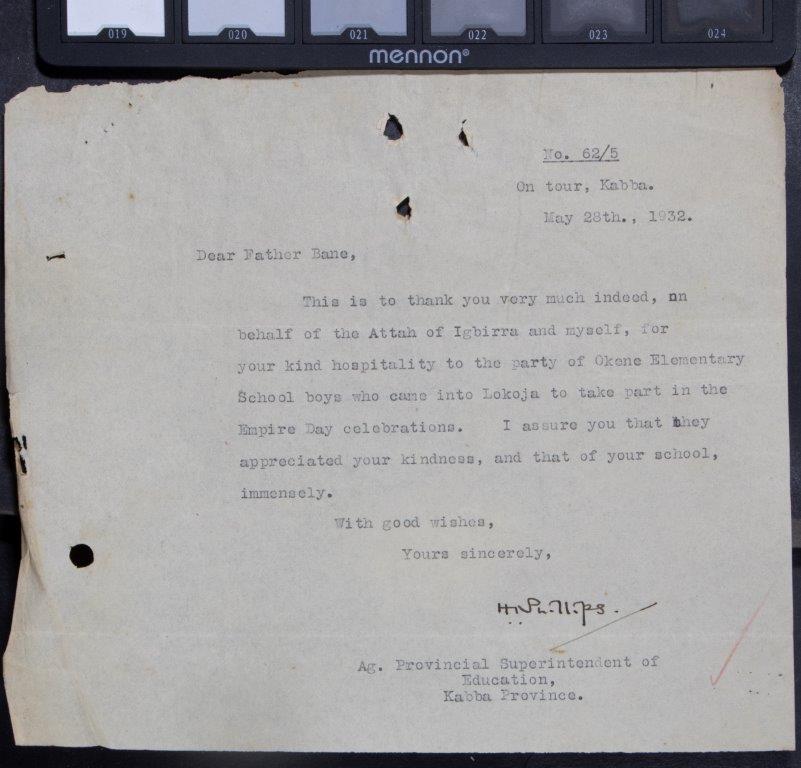 019 020 021 022 023 024
mennon®
No. 62/5
On tour, Kabba.
May 28th., 1932.
Dear Father Bane,
This is to thank you very much indeed, on
behalf of the Attah of Igbirra and myself, for
your kind hospitality to the party of Okene Elementary
School boys who came into Lokoja to take part in the
Empire Day celebrations. I assure you that they
appreciated your kindness, and that of your school,
immensely.
With good wishes,
Yours sincerely,
Ag. Provincial Superintendent of
Education,
Kabba Province.